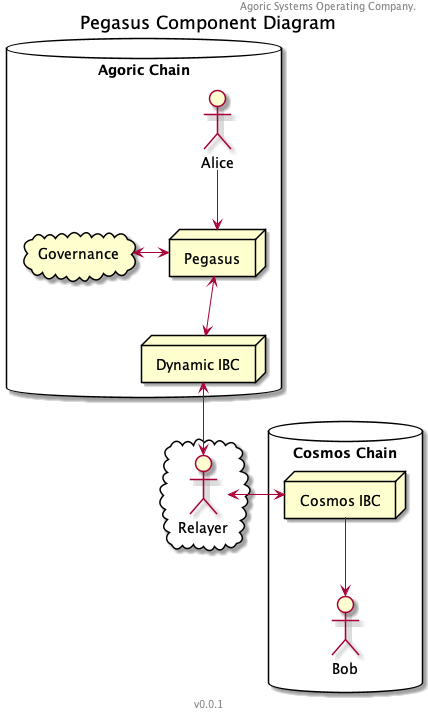 Agoric Systems Operating Company.
Pegasus Component Diagram
Agoric Chain
Alice
Governance
Pegasus
Dynamic IBC
Cosmos Chain
Relayer
Cosmos IBC
Bob
v0.0.1